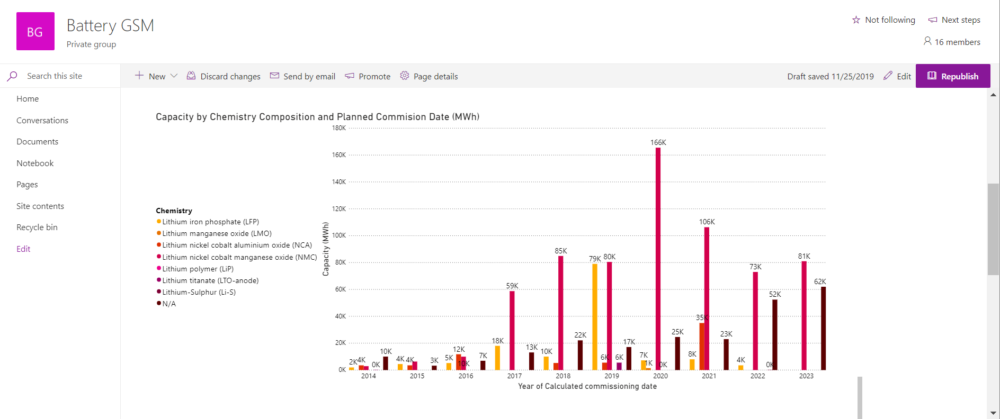 BG
Battery GSM
Private group
Not following
Next steps
16 members
Search this site
New
Discard changes
Send by email
Promote
Page details
Draft saved 11/25/2019
Edit
Republish
Home
Conversations
Documents
Notebook
Pages
Site contents
Recycle bin
Edit
Capacity by Chemistry Composition and Planned Commision Date (MWh)
Chemistry
Lithium iron phosphate (LFP)
Lithium manganese oxide (LMO)
Lithium nickel cobalt aluminium oxide (NCA)
Lithium nickel cobalt manganese oxide (NMC)
Lithium polymer (LiP)
Lithium titanate (LTO-anode)
Lithium-Sulphur (Li-S)
N/A
Capacity (MWh)
180K
160K
140K
120K
100K
80K
60K
40K
20K
0K
2K 4K 0K 10K
4K 4K 3K
5K 12K 10K 7K
18K 59K 13K
10K 85K 22K
79K 6K 80K 6K 17K
7K 1K 166K 0K 25K
8K 35K 106K 23K
4K 73K 0K 52K
81K 62K
2014 2015 2016 2017 2018 2019 2020 2021 2022 2023
Year of Calculated commissioning date